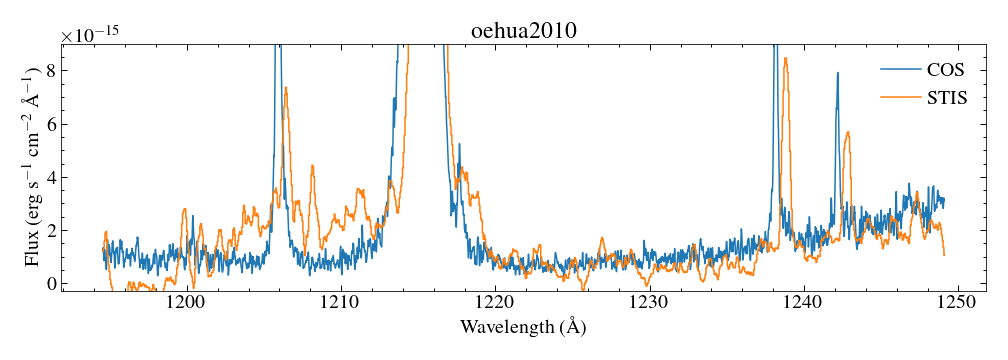 oehua2010
×10⁻¹⁵
Flux (erg s⁻¹ cm⁻² Å⁻¹)
8
6
4
2
0
COS
STIS
1200 1210 1220 1230 1240 1250
Wavelength (Å)